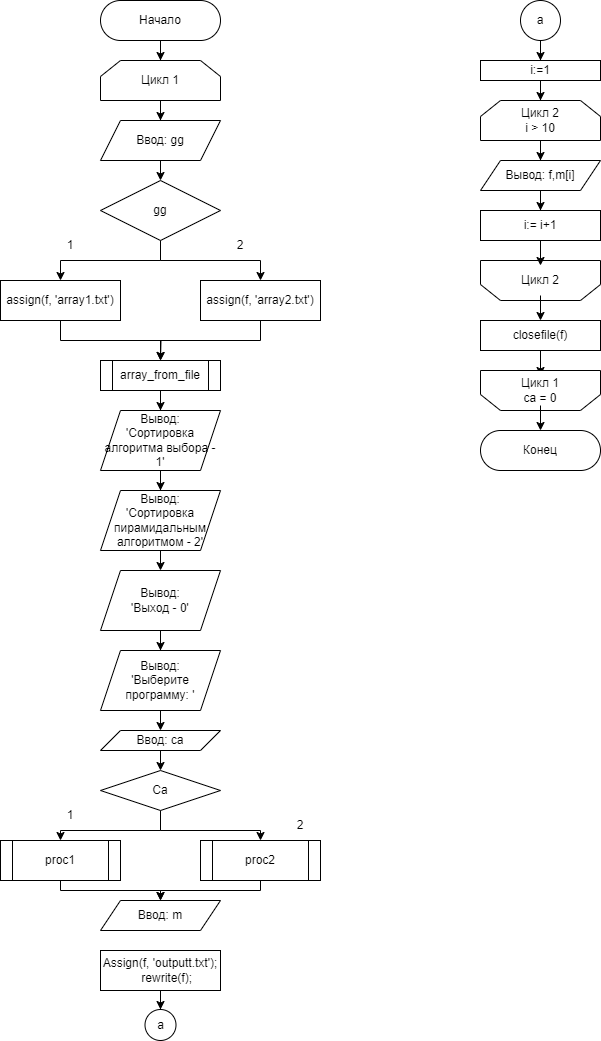 Начало
Цикл 1
Ввод: gg
gg
1
2
assign(f, 'array1.txt')
assign(f, 'array2.txt')
array_from_file
Вывод:
'Сортировка
алгоритма выбора -
1'
Вывод:
'Сортировка
пирамидальным
алгоритмом - 2'
Вывод:
'Выход - 0'
Вывод:
'Выберите
программу: '
Ввод: ca
Ca
1
2
proc1
proc2
Ввод: m
Assign(f, 'outputt.txt');
rewrite(f);
a
a
i:=1
Цикл 2
i > 10
Вывод: f,m[i]
i:= i+1
Цикл 2
closefile(f)
Цикл 1
ca = 0
Конец